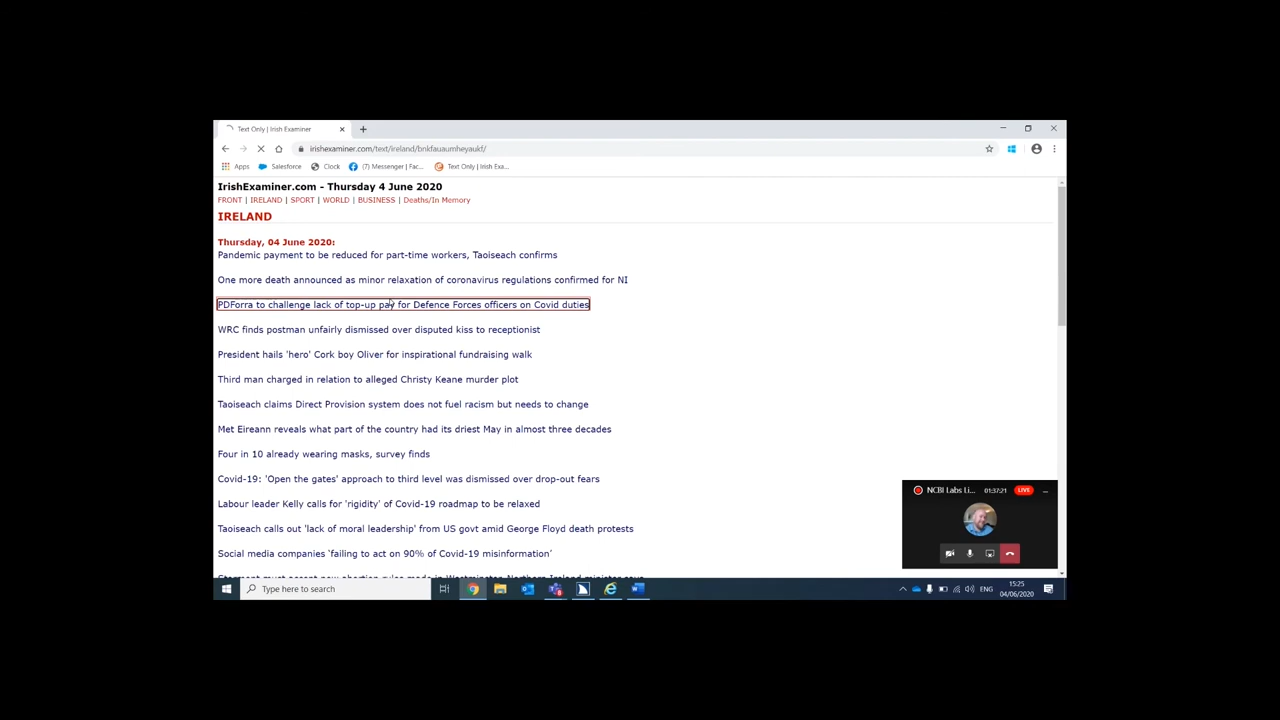 Text Only | Irish Examiner
irishexaminer.com/text/ireland/bnkfauaumheyaukf/
Apps Salesforce Clock (7) Messenger | Fac... Text Only | Irish Exa...
IrishExaminer.com - Thursday 4 June 2020
FRONT | IRELAND | SPORT | WORLD | BUSINESS | Deaths/In Memory
IRELAND
Thursday, 04 June 2020:
Pandemic payment to be reduced for part-time workers, Taoiseach confirms
One more death announced as minor relaxation of coronavirus regulations confirmed for NI
PDForra to challenge lack of top-up pay for Defence Forces officers on Covid duties
WRC finds postman unfairly dismissed over disputed kiss to receptionist
President hails 'hero' Cork boy Oliver for inspirational fundraising walk
Third man charged in relation to alleged Christy Keane murder plot
Taoiseach claims Direct Provision system does not fuel racism but needs to change
Met Eireann reveals what part of the country had its driest May in almost three decades
Four in 10 already wearing masks, survey finds
Covid-19: 'Open the gates' approach to third level was dismissed over drop-out fears
Labour leader Kelly calls for 'rigidity' of Covid-19 roadmap to be relaxed
Taoiseach calls out 'lack of moral leadership' from US govt amid George Floyd death protests
Social media companies 'failing to act on 90% of Covid-19 misinformation'
NCBI Labs Li... 01:37:21 LIVE
Type here to search
ENG
15:25
04/06/2020